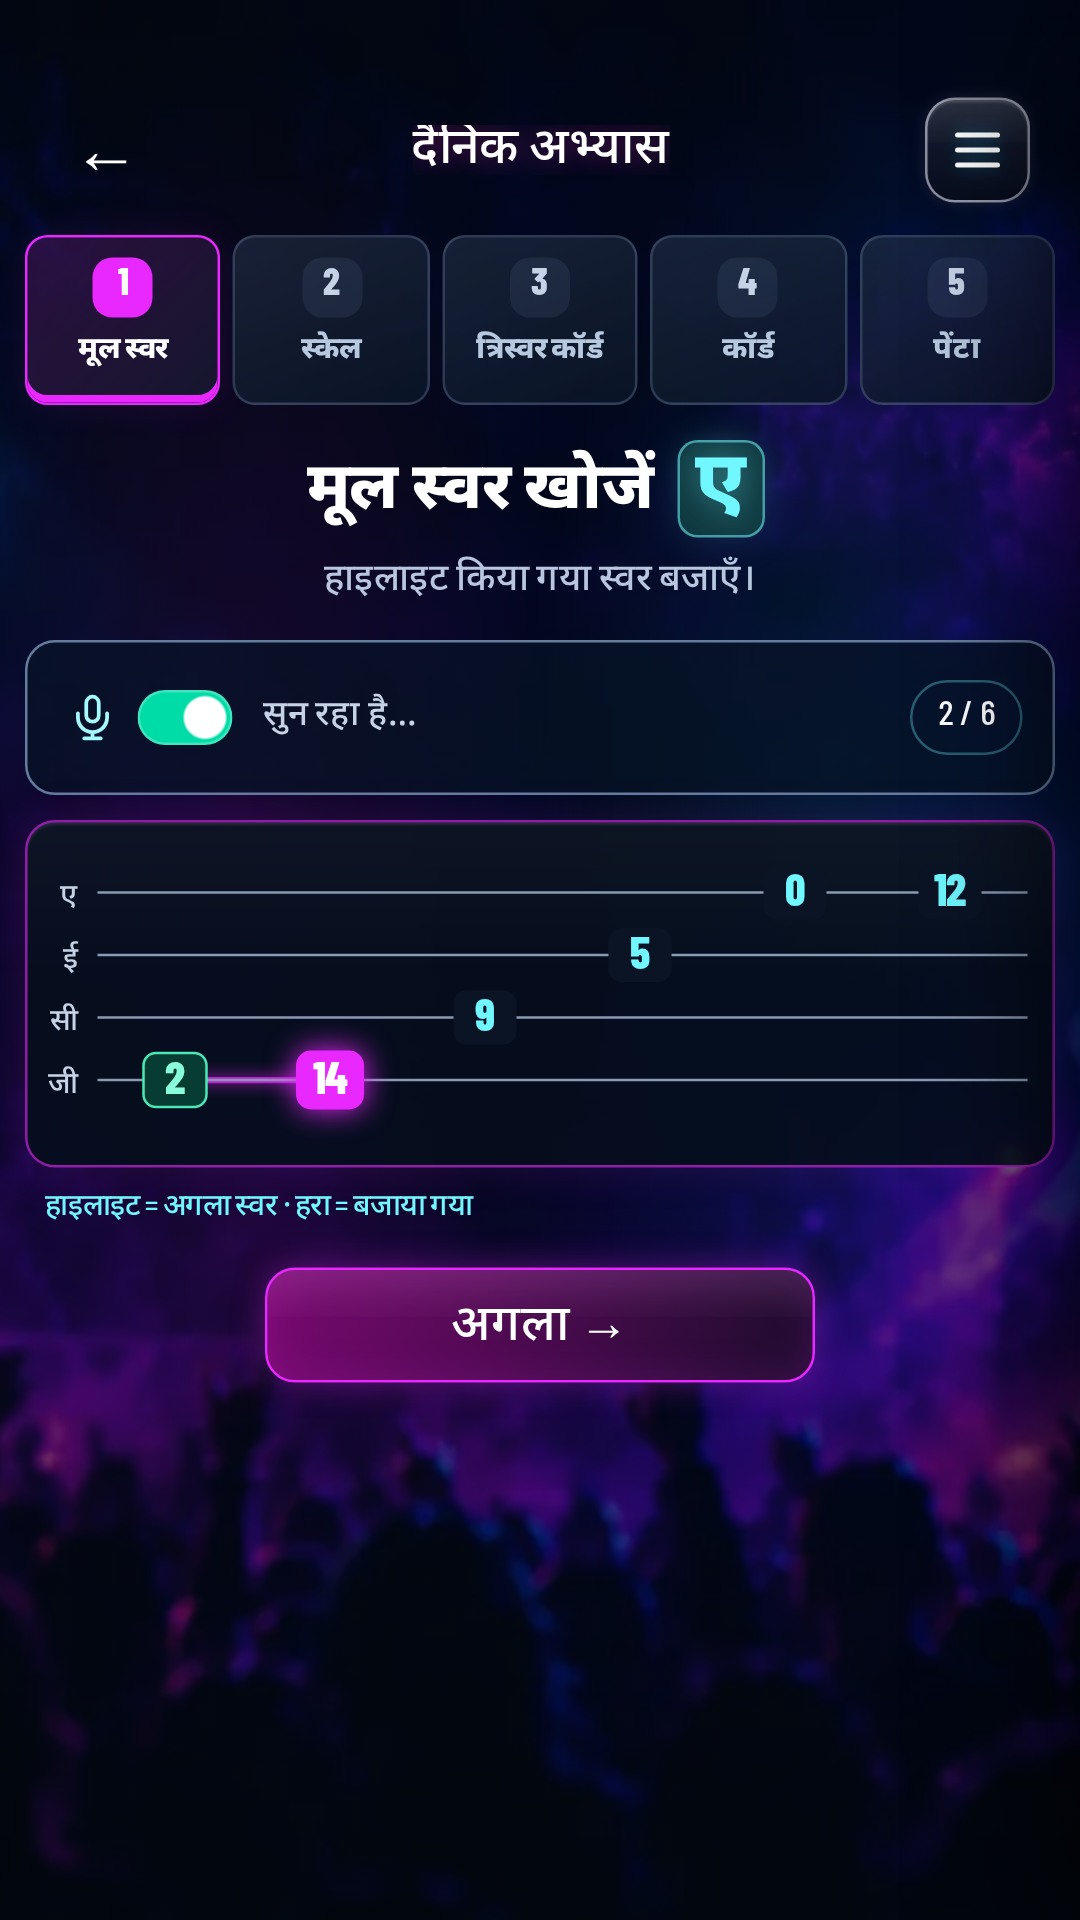 ← दैनिक अभ्यास
1 2 3 4 5
मूल स्वर स्केल त्रिस्वर कॉर्ड कॉर्ड पेंटा
मूल स्वर खोजें ए
हाइलाइट किया गया स्वर बजाएँ।
सुन रहा है... 2 / 6
ए 0 12
ई 5
सी 9
जी 2 14
हाइलाइट = अगला स्वर · हरा = बजाया गया
अगला →